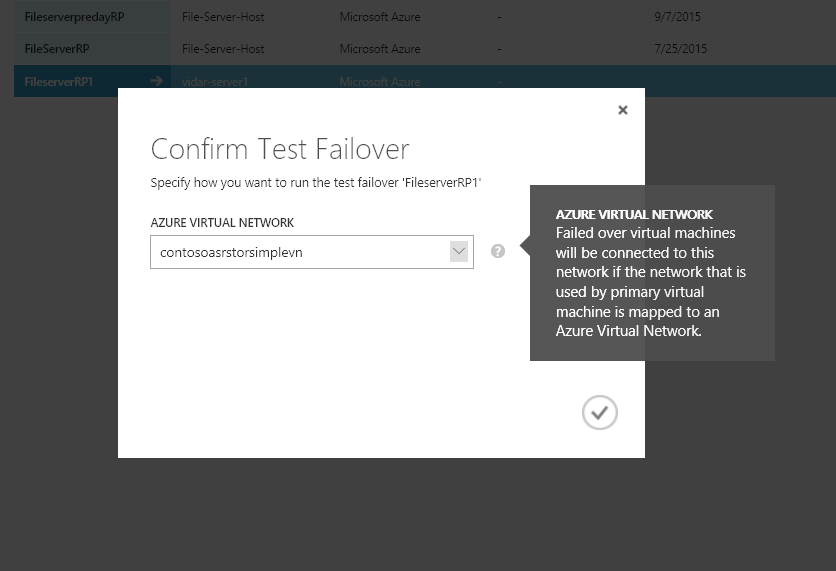 FileserverpredayRP File-Server-Host Microsoft Azure - 9/7/2015
FileServerRP File-Server-Host Microsoft Azure - 7/25/2015
FileserverRP1 → vidar-server1 Microsoft Azure -
×
Confirm Test Failover
Specify how you want to run the test failover 'FileserverRP1'
AZURE VIRTUAL NETWORK
contosoasrstorsimplevn
?
AZURE VIRTUAL NETWORK
Failed over virtual machines
will be connected to this
network if the network that is
used by primary virtual
machine is mapped to an
Azure Virtual Network.